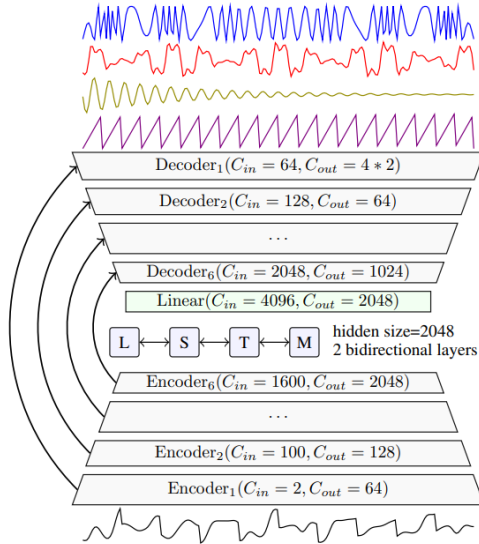 Decoder₁(C_in = 64, C_out = 4 * 2)
Decoder₂(C_in = 128, C_out = 64)
...
Decoder₆(C_in = 2048, C_out = 1024)
Linear(C_in = 4096, C_out = 2048)
L S T M hidden size=2048
2 bidirectional layers
Encoder₆(C_in = 1600, C_out = 2048)
...
Encoder₂(C_in = 100, C_out = 128)
Encoder₁(C_in = 2, C_out = 64)